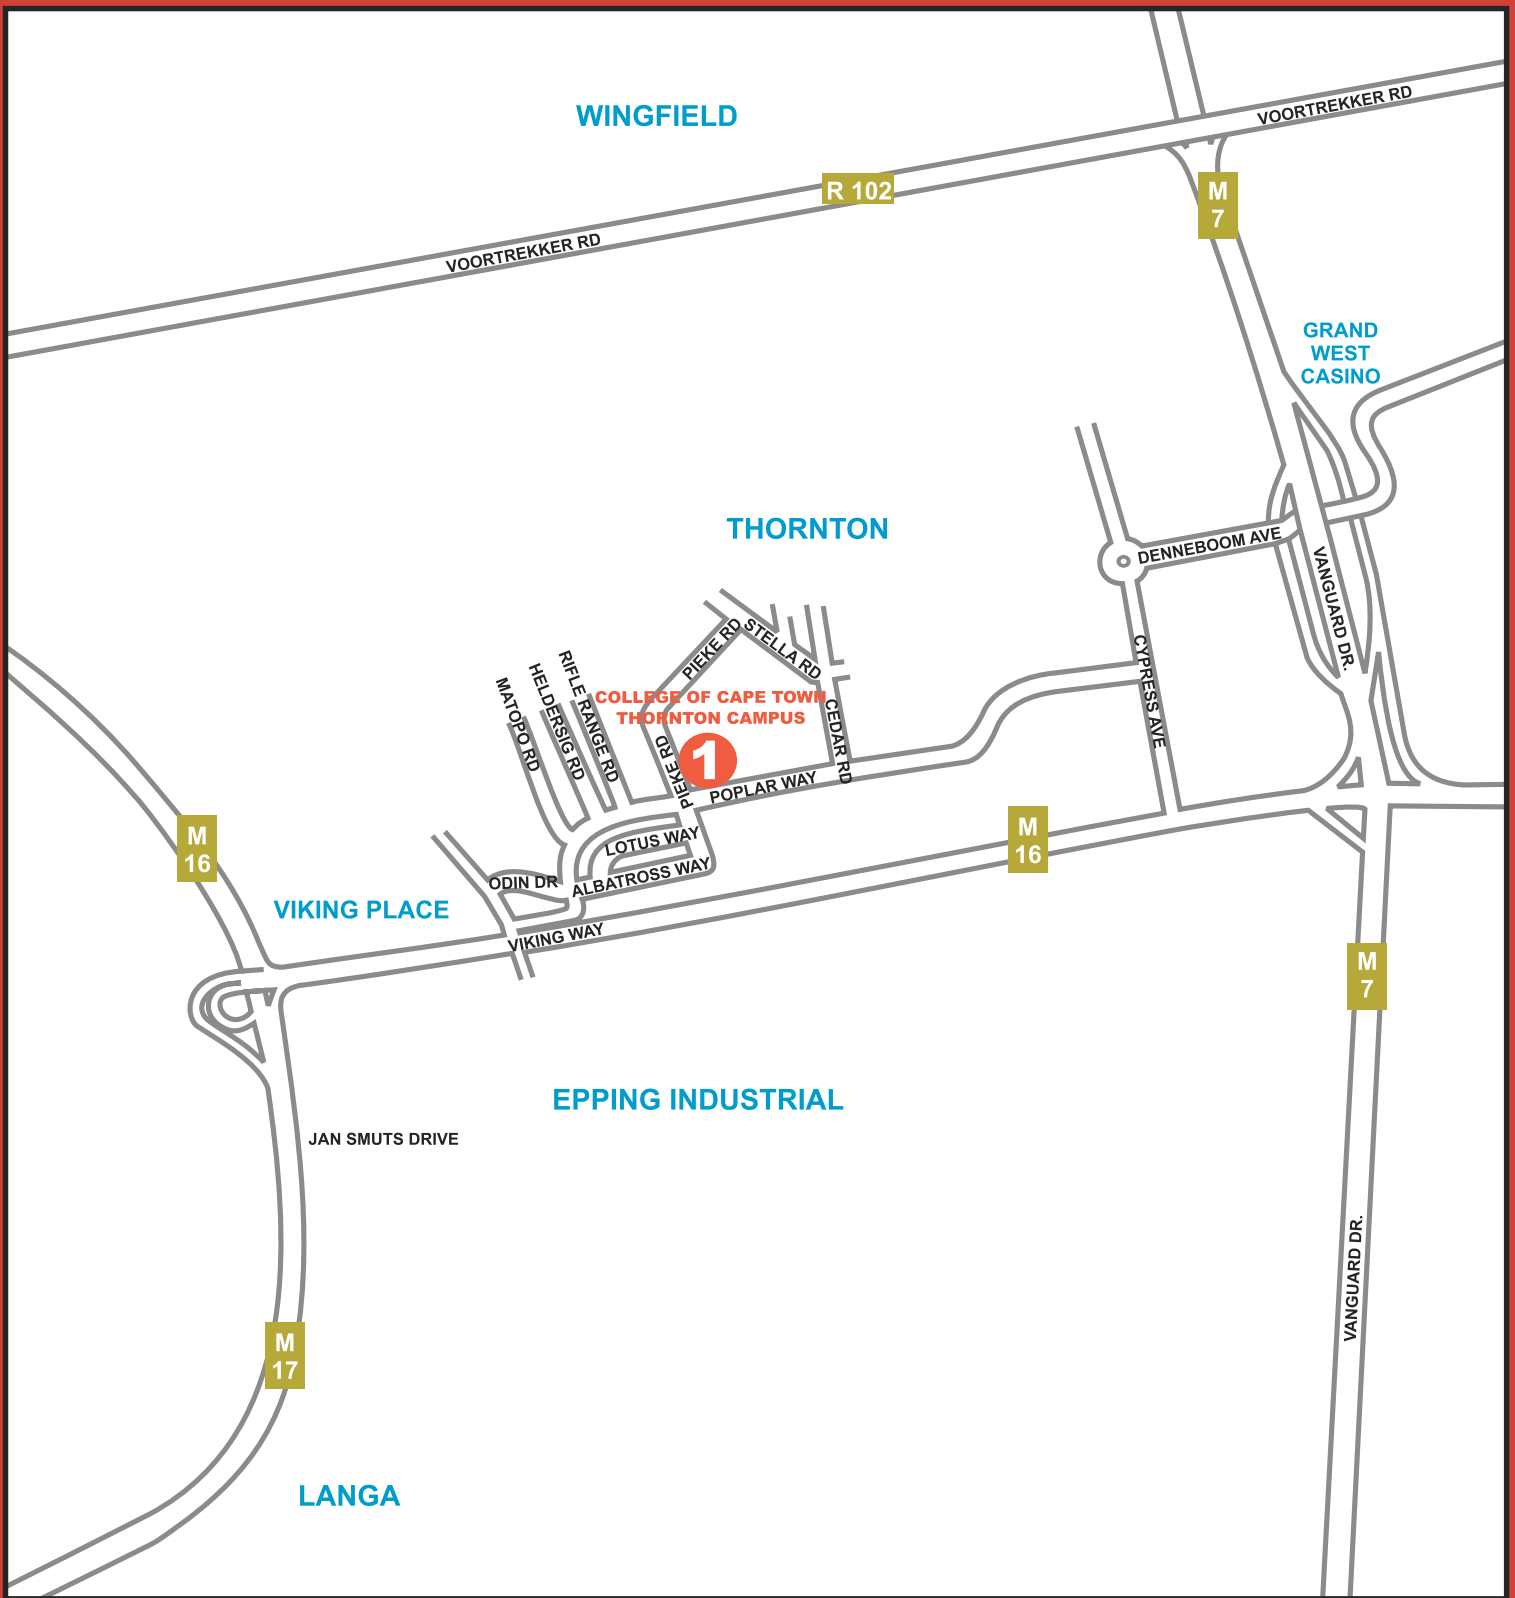 WINGFIELD
VOORTREKKER RD
R 102
M
7
VOORTREKKER RD
GRAND
WEST
CASINO
THORNTON
DENNEBOOM AVE
VANGUARD DR.
PIEKE RD
STELLA RD
CYPRESS AVE
RIFLE RANGE RD
HELDERSIG RD
MATOPO RD
COLLEGE OF CAPE TOWN
THORNTON CAMPUS
1
CEDAR RD
PIEKE RD
POPLAR WAY
M
16
LOTUS WAY
M
16
ODIN DR
ALBATROSS WAY
VIKING PLACE
VIKING WAY
M
7
EPPING INDUSTRIAL
JAN SMUTS DRIVE
VANGUARD DR.
M
17
LANGA